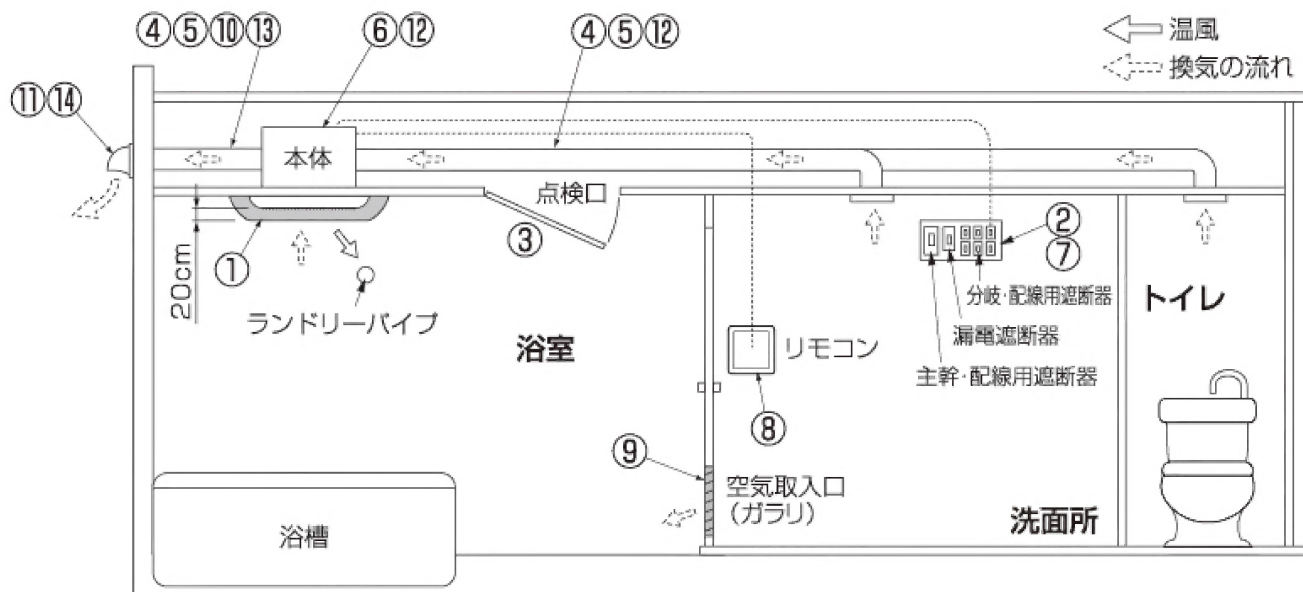 ④⑤⑩⑬
⑥⑫
④⑤⑫
温風
換気の流れ
⑪⑭
本体
点検口
③
①
20cm
ランドリーパイプ
浴室
②
⑦
分岐・配線用遮断器
漏電遮断器
主幹・配線用遮断器
トイレ
リモコン
⑧
⑨
空気取入口
(ガラリ)
洗面所
浴槽